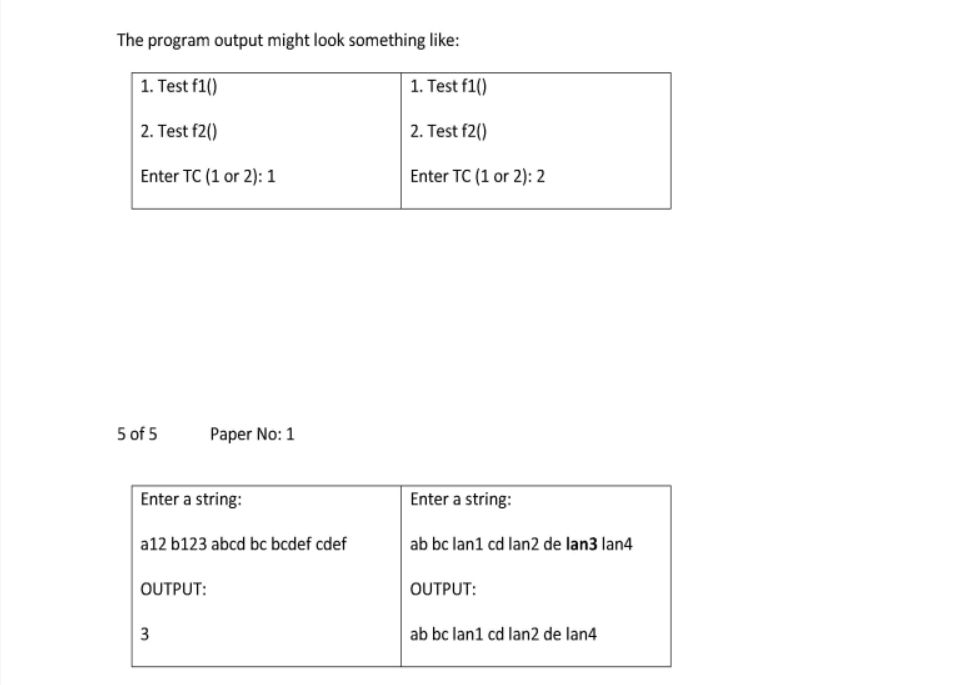 The program output might look something like:
1. Test f1()
2. Test f2()
Enter TC (1 or 2): 1
1. Test f1()
2. Test f2()
Enter TC (1 or 2): 2
5 of 5 Paper No: 1
Enter a string:
a12 b123 abcd bc bcdef cdef
OUTPUT:
3
Enter a string:
ab bc lan1 cd lan2 de lan3 lan4
OUTPUT:
ab bc lan1 cd lan2 de lan4